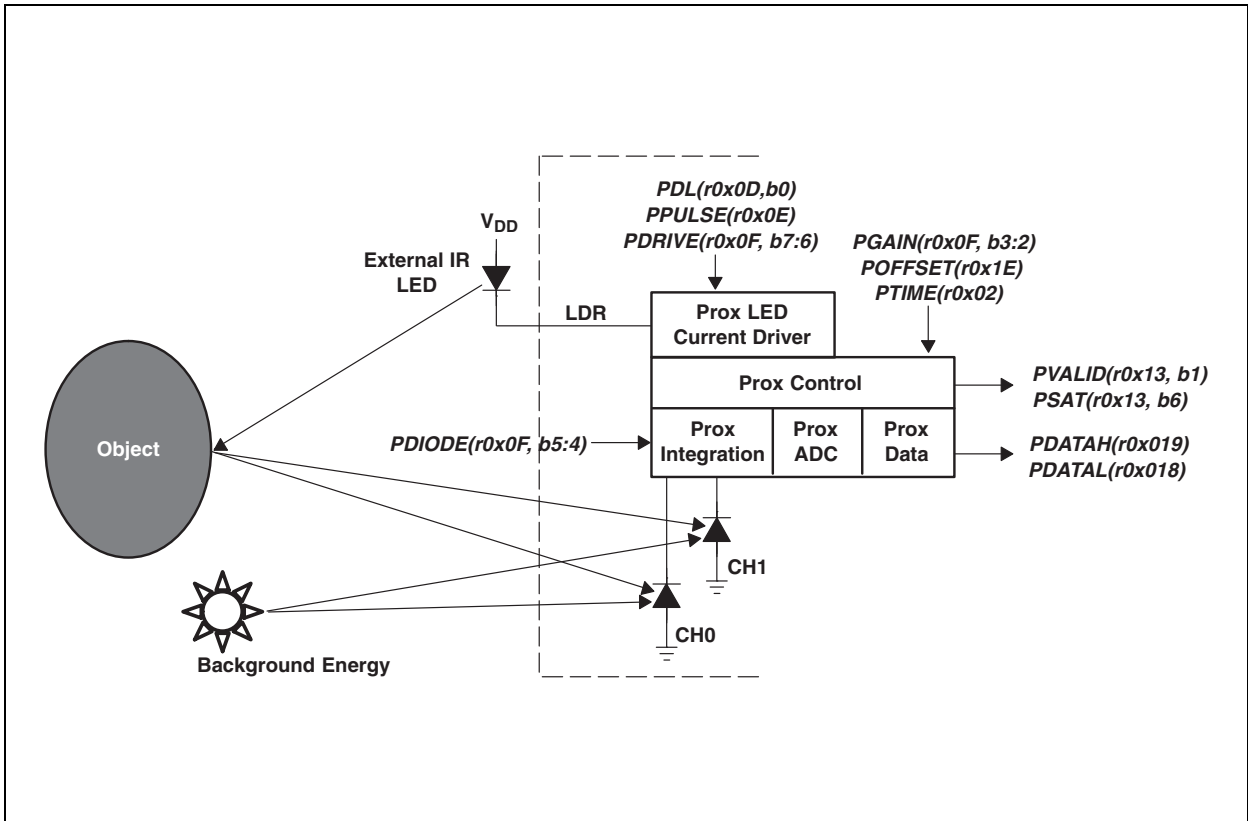 PDL(r0x0D,b0)
PPULSE(r0x0E)
PDRIVE(r0x0F, b7:6)
PGAIN(r0x0F, b3:2)
POFFSET(r0x1E)
PTIME(r0x02)
VDD
External IR
LED
LDR
Prox LED
Current Driver
Prox Control
PVALID(r0x13, b1)
PSAT(r0x13, b6)
Object
PDIODE(r0x0F, b5:4)
Prox
Integration
Prox
ADC
Prox
Data
PDATAH(r0x019)
PDATAL(r0x018)
CH1
CH0
Background Energy